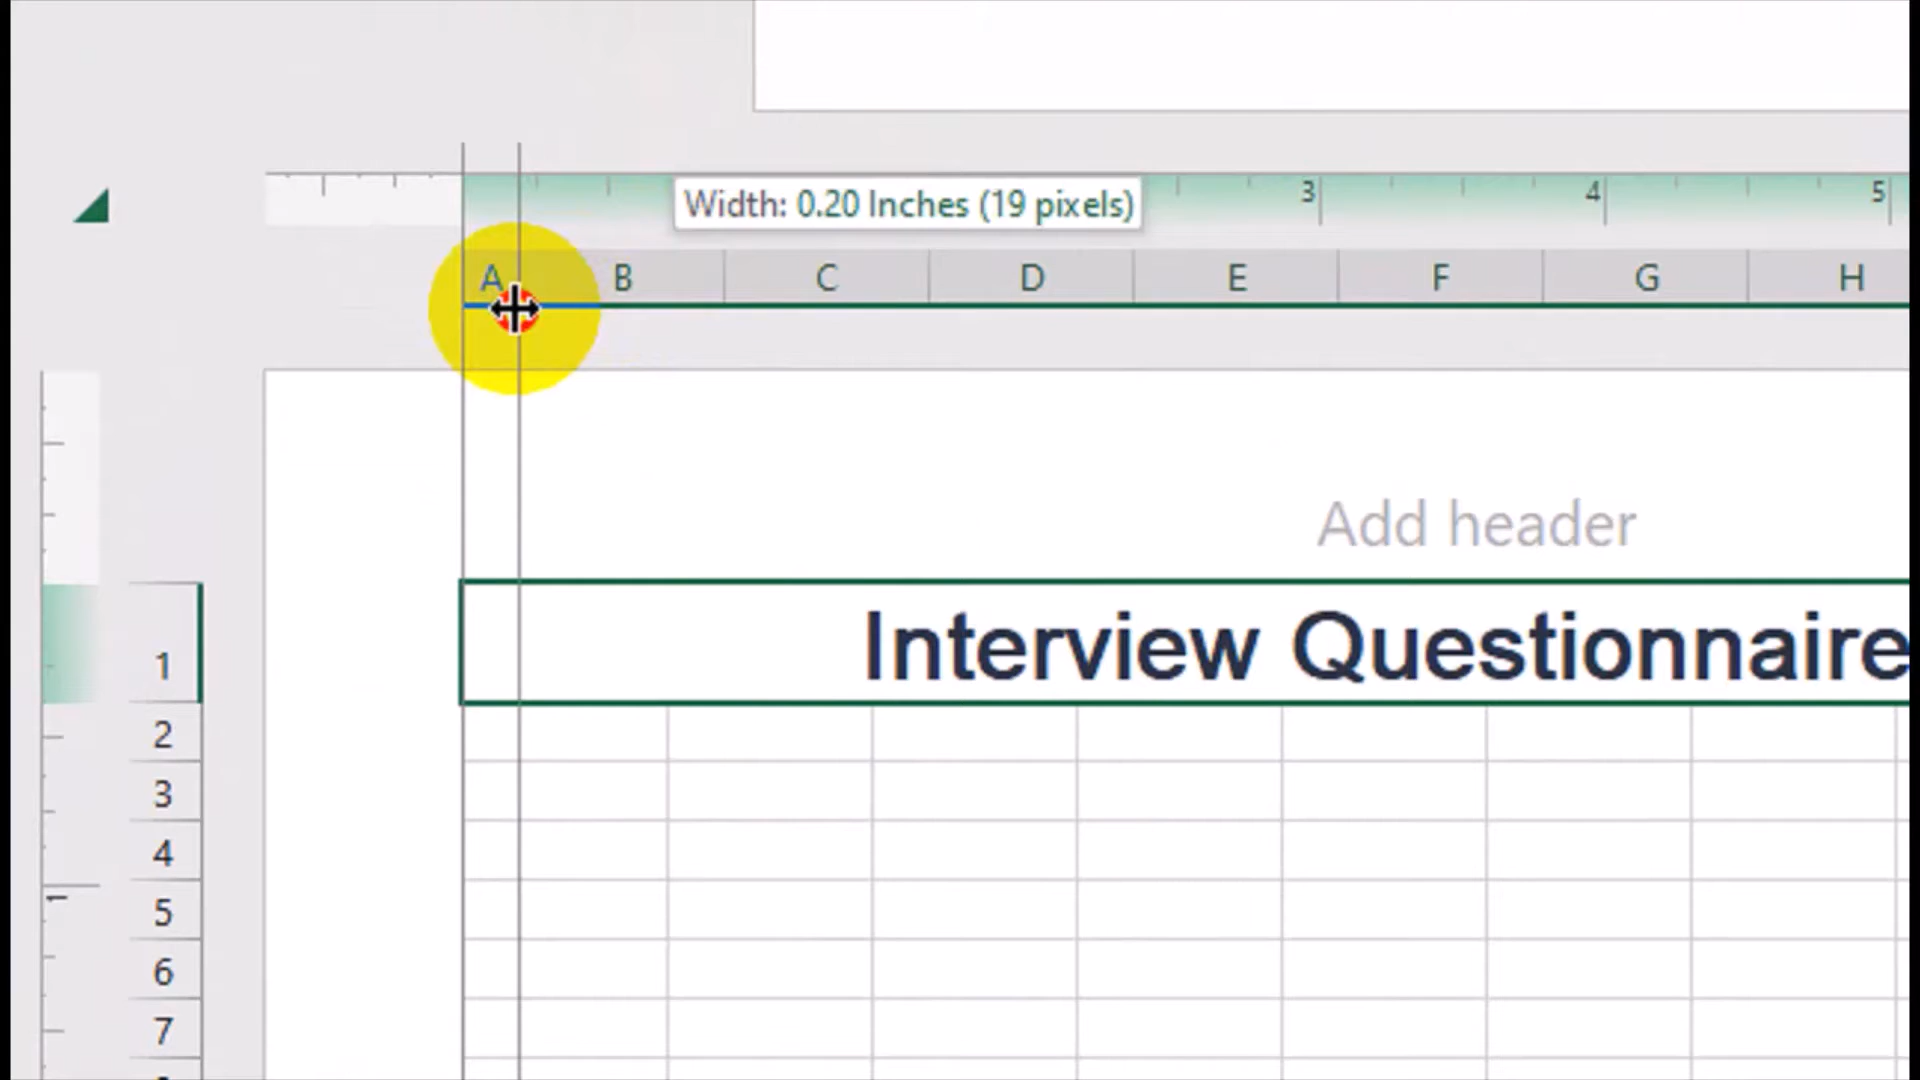 Width: 0.20 Inches (19 pixels)
3 4 5
A B C D E F G H
Add header
Interview Questionnaire
1
2
3
4
5
6
7
1